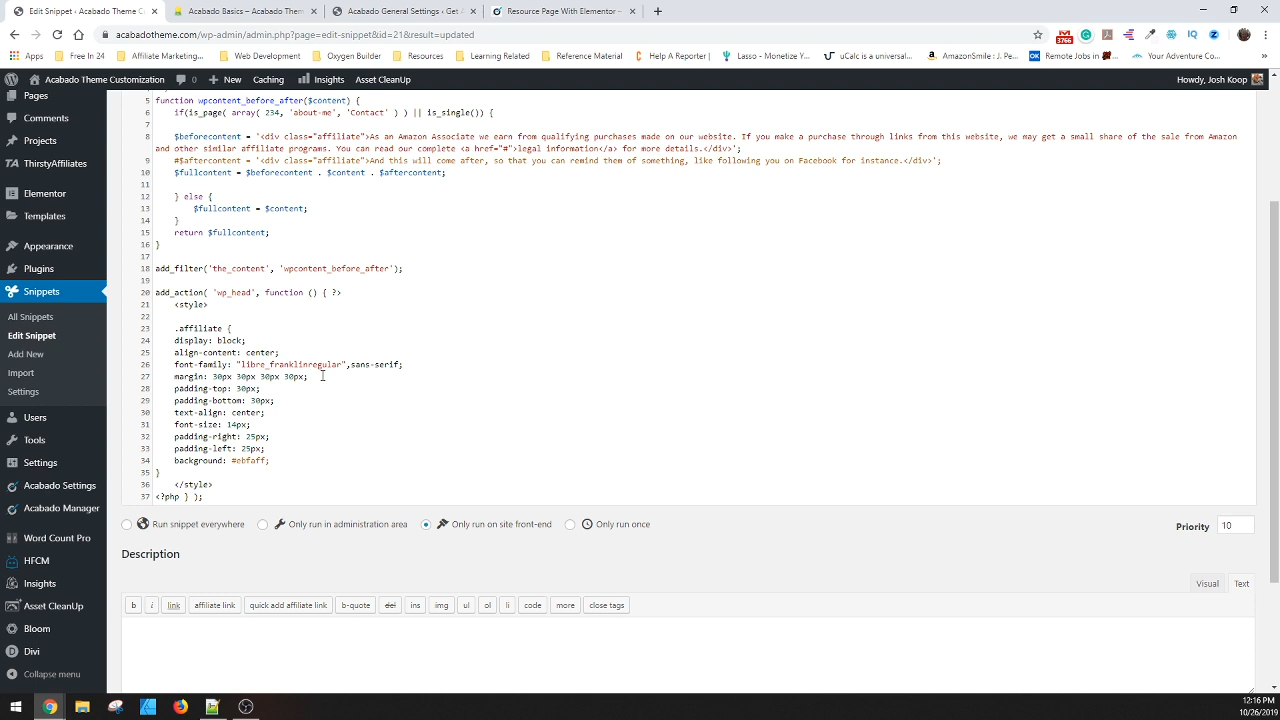 Edit Snippet ‹ Acabado Theme C
Acabado Basics – Acabado Them
Acabado General Settings ‹ Get A
Resource Page With Elementor –
acabadotheme.com/wp-admin/admin.php?page=edit-snippet&id=21&result=updated
3766
Apps
Free In 24
Affiliate Marketing...
Web Development
Oxygen Builder
Resources
Learning Related
Reference Material
Help A Reporter |
Lasso - Monetize Y...
uCalc is a universal...
AmazonSmile : J. Pe...
Remote Jobs in
Your Adventure Co...
Acabado Theme Customization
0
New
Caching
Insights
Asset CleanUp
Howdy, Josh Koop
Pages
Comments
Projects
ThirstyAffiliates
Elementor
Templates
Appearance
Plugins
Snippets
All Snippets
Edit Snippet
Add New
Import
Settings
Users
Tools
Settings
Acabado Settings
Acabado Manager
Word Count Pro
HFCM
Insights
Asset CleanUp
Bloom
Divi
Collapse menu
5 function wpcontent_before_after($content) {
6 if(is_page( array( 234, 'about-me', 'Contact' ) ) || is_single()) {
7
8 $beforecontent = '<div class="affiliate">As an Amazon Associate we earn from qualifying purchases made on our website. If you make a purchase through links from this website, we may get a small share of the sale from Amazon
and other similar affiliate programs. You can read our complete <a href="#">legal information</a> for more details.</div>';
9 #$aftercontent = '<div class="affiliate">And this will come after, so that you can remind them of something, like following you on Facebook for instance.</div>';
10 $fullcontent = $beforecontent . $content . $aftercontent;
11
12 } else {
13 $fullcontent = $content;
14 }
15 return $fullcontent;
16 }
17
18 add_filter('the_content', 'wpcontent_before_after');
19
20 add_action( 'wp_head', function () { ?>
21 <style>
22
23 .affiliate {
24 display: block;
25 align-content: center;
26 font-family: "libre_franklinregular",sans-serif;
27 margin: 30px 30px 30px 30px;
28 padding-top: 30px;
29 padding-bottom: 30px;
30 text-align: center;
31 font-size: 14px;
32 padding-right: 25px;
33 padding-left: 25px;
34 background: #ebfaff;
35 }
36 </style>
37 <?php } );
Run snippet everywhere
Only run in administration area
Only run on site front-end
Only run once
Priority
10
Description
Visual
Text
b
i
link
affiliate link
quick add affiliate link
b-quote
del
ins
img
ul
ol
li
code
more
close tags
12:16 PM
10/26/2019